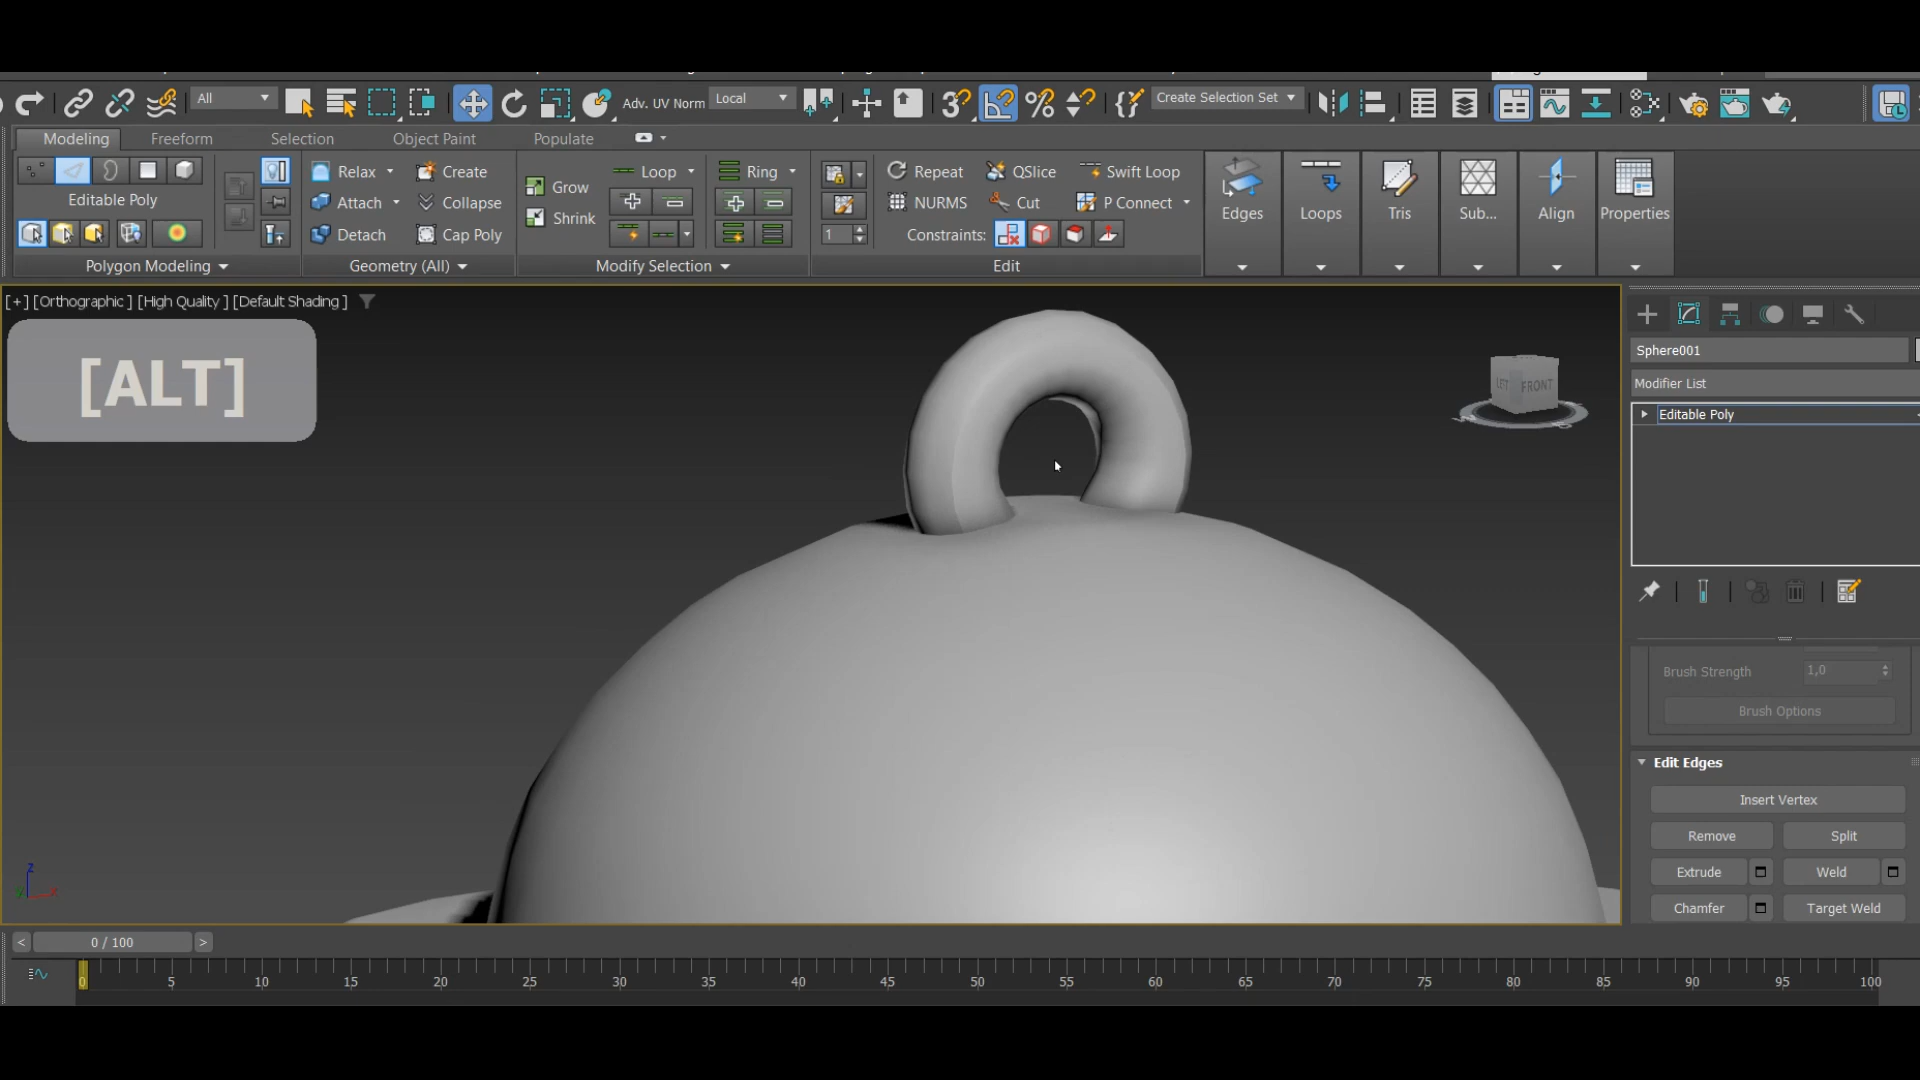 All
Adv. UV Norm
Local
Create Selection Set
Modeling
Freeform
Selection
Object Paint
Populate
Editable Poly
Polygon Modeling
Relax
Create
Attach
Collapse
Detach
Cap Poly
Geometry (All)
Grow
Shrink
Loop
Ring
Modify Selection
1
Repeat
QSlice
Swift Loop
NURMS
Cut
P Connect
Constraints:
Edit
Edges
Loops
Tris
Sub...
Align
Properties
[+] [Orthographic ] [High Quality ] [Default Shading ]
[ALT]
FRONT
Sphere001
Modifier List
Editable Poly
Brush Strength
1,0
Brush Options
Edit Edges
Insert Vertex
Remove
Split
Extrude
Weld
Chamfer
Target Weld
z
y
x
<
0 / 100
>
0 5 10 15 20 25 30 35 40 45 50 55 60 65 70 75 80 85 90 95 100